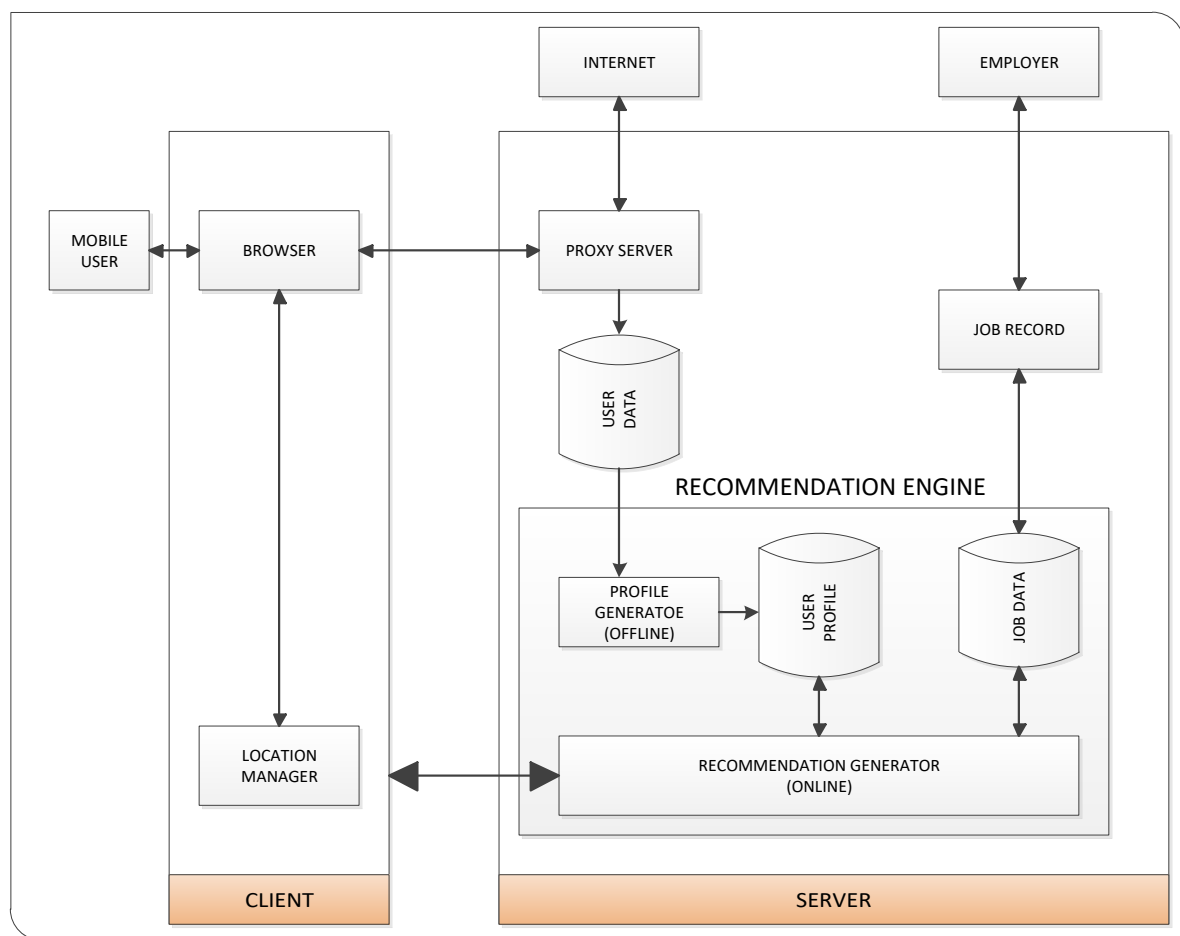 INTERNET
EMPLOYER
MOBILE
USER
BROWSER
PROXY SERVER
JOB RECORD
USER
DATA
RECOMMENDATION ENGINE
PROFILE
GENERATOE
(OFFLINE)
USER
PROFILE
JOB DATA
LOCATION
MANAGER
RECOMMENDATION GENERATOR
(ONLINE)
CLIENT
SERVER